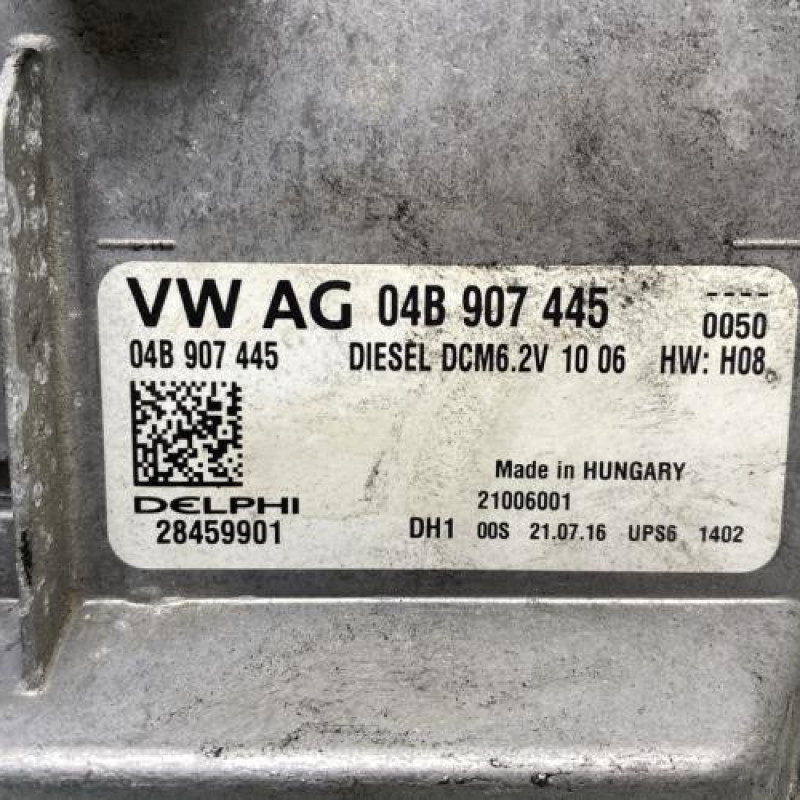 VW AG 04B 907 445 ----
0050
04B 907 445 DIESEL DCM6.2V 10 06 HW: H08
Made in HUNGARY
DELPHI 21006001
28459901 DH1 00S 21.07.16 UPS6 1402